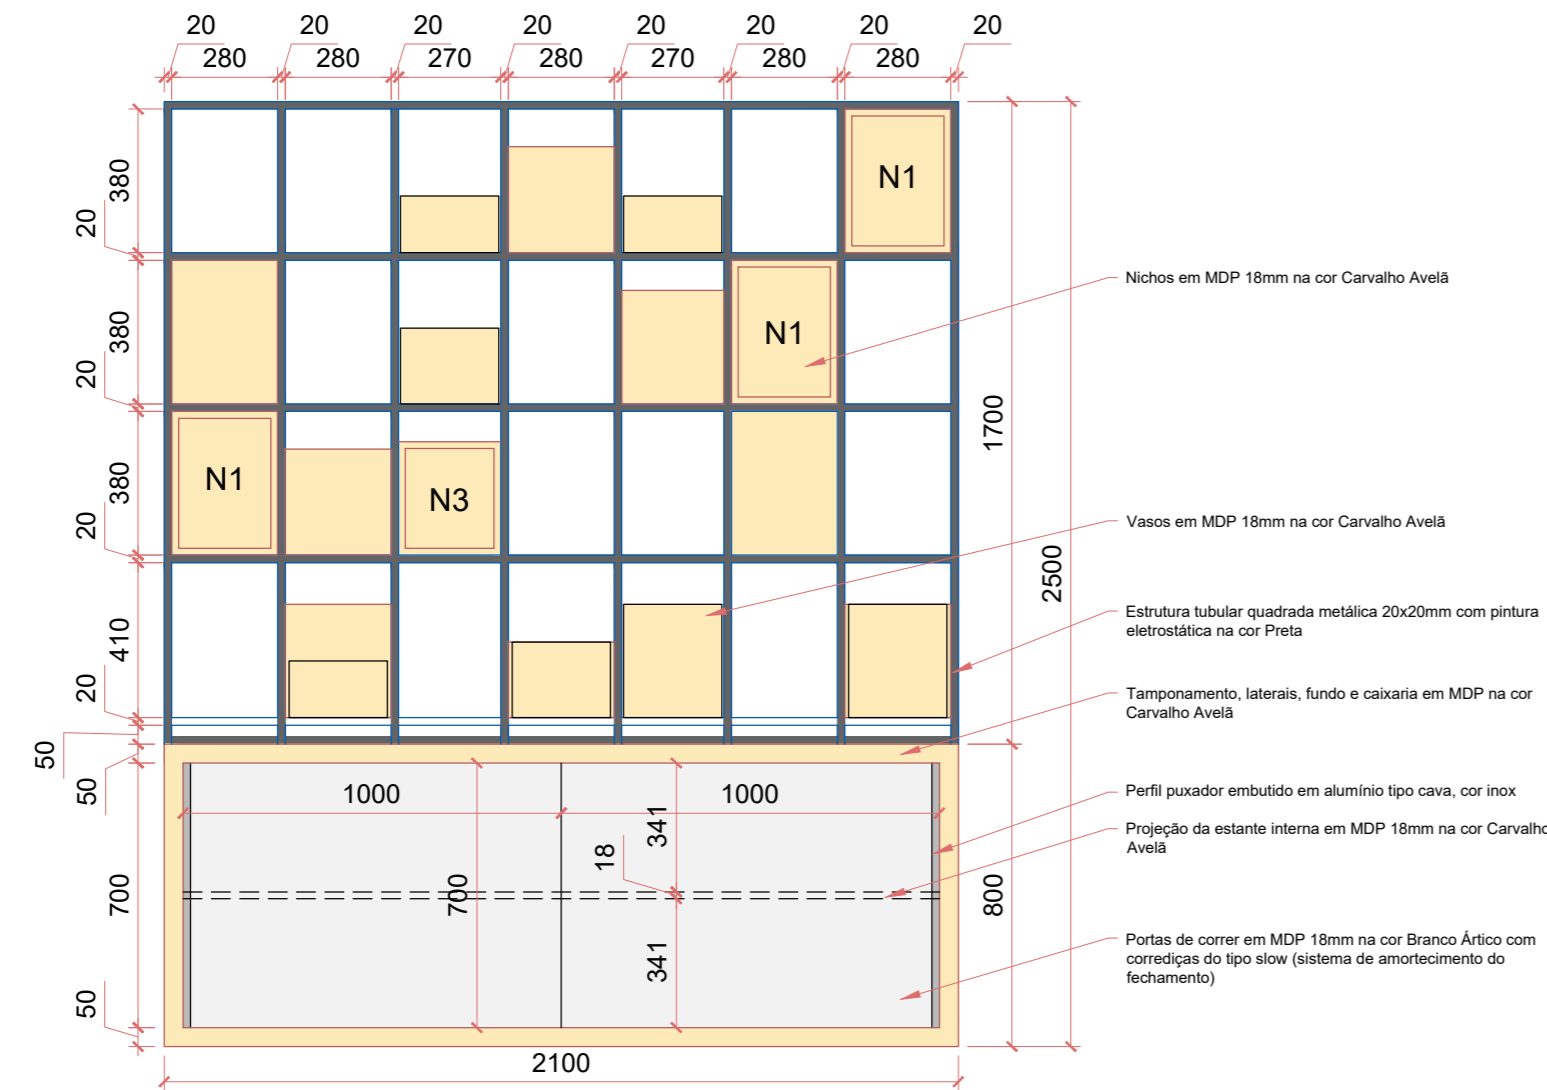 20 20 20 20 20 20 20 20
280 280 270 280 270 280 280
380
N1
20
Nichos em MDP 18mm na cor Carvalho Avelã
380
N1
20
1700
380
N1
N3
20
Vasos em MDP 18mm na cor Carvalho Avelã
2500
Estrutura tubular quadrada metálica 20x20mm com pintura
eletrostática na cor Preta
410
20
Tamponamento, laterais, fundo e caixaria em MDP na cor
Carvalho Avelã
50
50
1000 1000
Perfil puxador embutido em alumínio tipo cava, cor inox
341
18
Projeção da estante interna em MDP 18mm na cor Carvalho
Avelã
700
700
800
341
Portas de correr em MDP 18mm na cor Branco Ártico com
corrediças do tipo slow (sistema de amortecimento do
fechamento)
50
2100